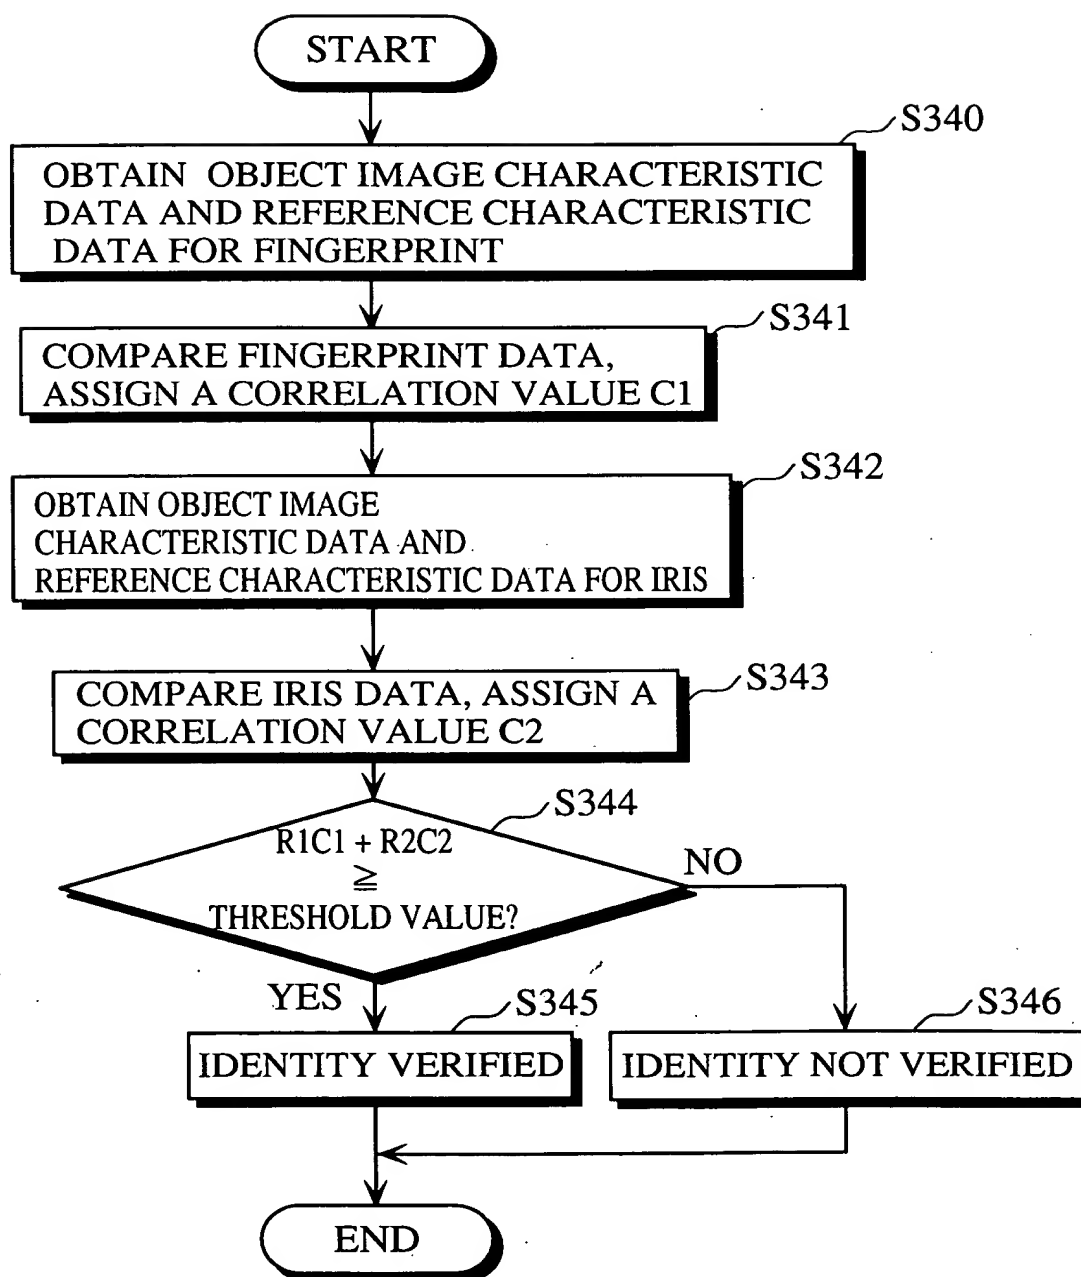 START
S340
OBTAIN OBJECT IMAGE CHARACTERISTIC
DATA AND REFERENCE CHARACTERISTIC
DATA FOR FINGERPRINT
S341
COMPARE FINGERPRINT DATA,
ASSIGN A CORRELATION VALUE C1
S342
OBTAIN OBJECT IMAGE
CHARACTERISTIC DATA AND
REFERENCE CHARACTERISTIC DATA FOR IRIS
S343
COMPARE IRIS DATA, ASSIGN A
CORRELATION VALUE C2
S344
R1C1 + R2C2
≧
THRESHOLD VALUE?
NO
YES
S345
IDENTITY VERIFIED
S346
IDENTITY NOT VERIFIED
END